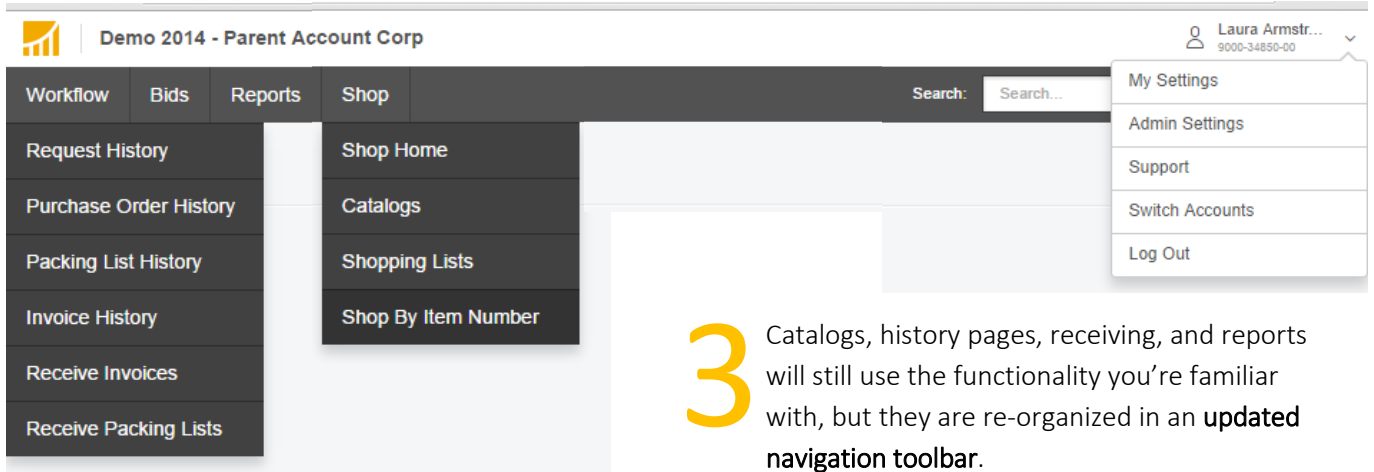 Demo 2014 - Parent Account Corp
Laura Armstr...
9000-34850-00
Workflow Bids Reports Shop Search: Search...
Request History
Purchase Order History
Packing List History
Invoice History
Receive Invoices
Receive Packing Lists
Shop Home
Catalogs
Shopping Lists
Shop By Item Number
My Settings
Admin Settings
Support
Switch Accounts
Log Out
3
Catalogs, history pages, receiving, and reports
will still use the functionality you’re familiar
with, but they are re-organized in an updated
navigation toolbar.